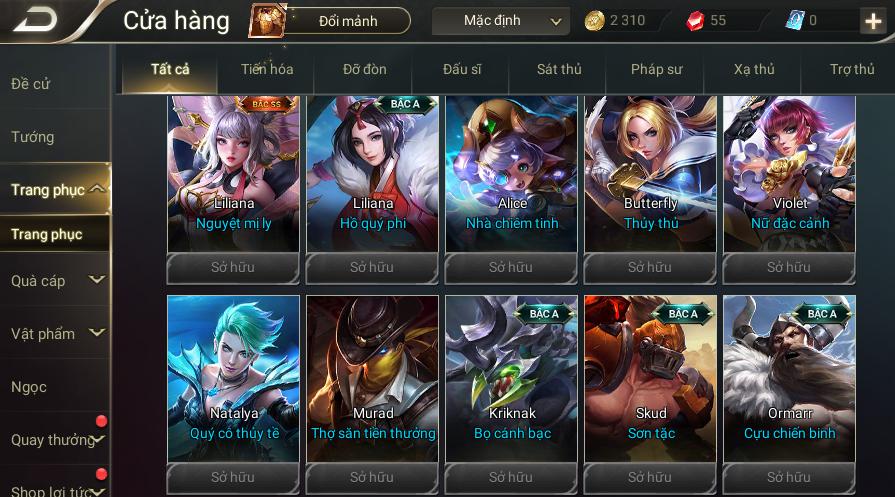 Cửa hàng
Đổi mảnh
Mặc định
2 310
55
0
Đề cử
Tướng
Trang phục
Trang phục
Quà cáp
Vật phẩm
Ngọc
Quay thưởng
Shop lợi tức
Tất cả
Tiến hóa
Đỡ đòn
Đấu sĩ
Sát thủ
Pháp sư
Xạ thủ
Trợ thủ
BẬC SS
Liliana
Nguyệt mị ly
Sở hữu
BẬC A
Liliana
Hồ quý phi
Sở hữu
Alice
Nhà chiêm tinh
Sở hữu
Butterfly
Thủy thủ
Sở hữu
Violet
Nữ đặc cảnh
Sở hữu
Natalya
Quý cô thủy tề
Sở hữu
Murad
Thợ săn tiền thưởng
Sở hữu
BẬC A
Kriknak
Bọ cánh bạc
Sở hữu
BẬC A
Skud
Sơn tặc
Sở hữu
BẬC A
Ormarr
Cựu chiến binh
Sở hữu